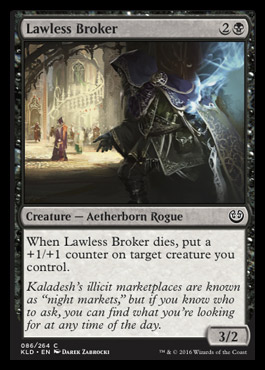 Lawless Broker 2
Creature — Aetherborn Rogue
When Lawless Broker dies, put a
+1/+1 counter on target creature you
control.
Kaladesh's illicit marketplaces are known
as "night markets," but if you know who
to ask, you can find what you're looking
for at any time of the day.
3/2
086/264 C
KLD • EN DAREK ZABROCKI ™ & © 2016 Wizards of the Coast